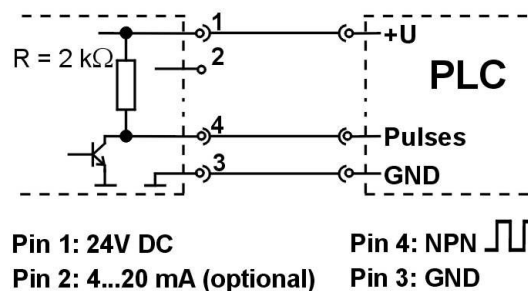 1
+U
R = 2 kΩ
2
PLC
4
Pulses
3
GND
Pin 1: 24V DC
Pin 4: NPN
Pin 2: 4...20 mA (optional)
Pin 3: GND